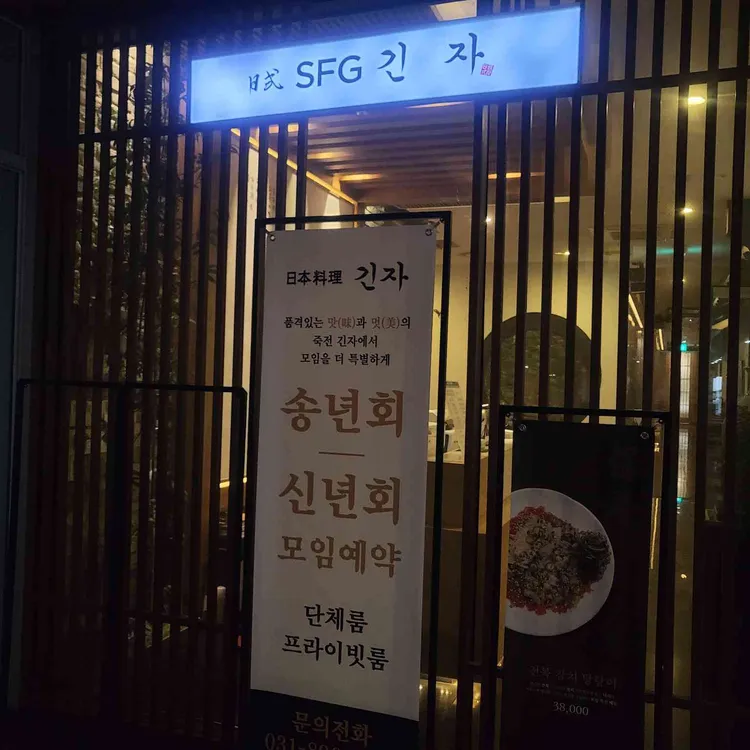 日式 SFG 긴 자
日本料理 긴자
품격있는 맛(味)과 멋(美)의
죽전 긴자에서
모임을 더 특별하게
송년회
신년회
모임예약
단체룸
프라이빗룸
문의전화
38,000